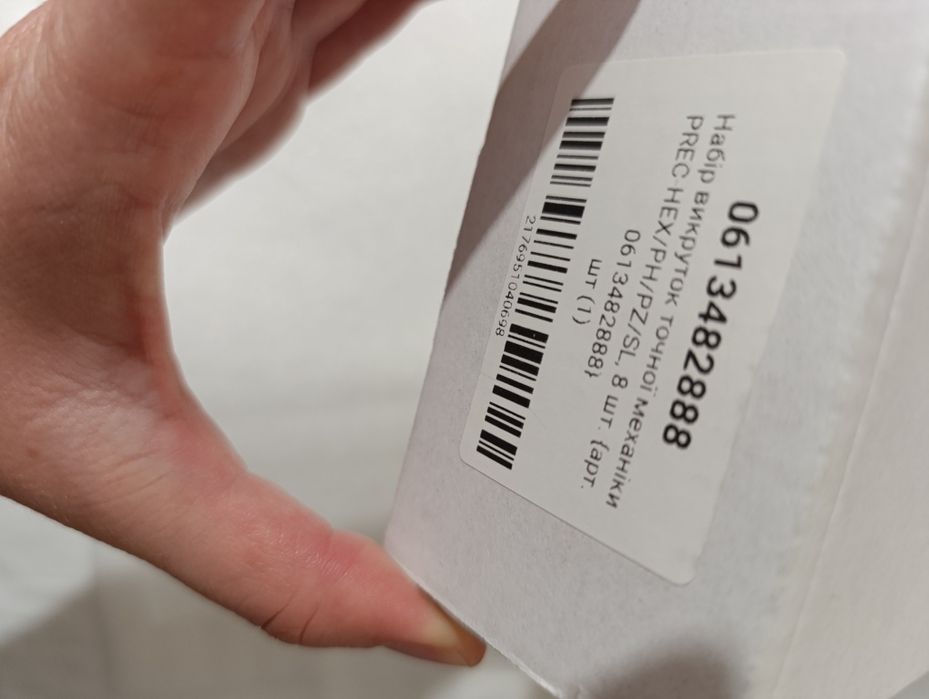 0613482888
Набір викруток точної механіки
PREC-HEX/PH/PZ/SL, 8 шт. {арт.
0613482888}
шт (1)
2176951040698